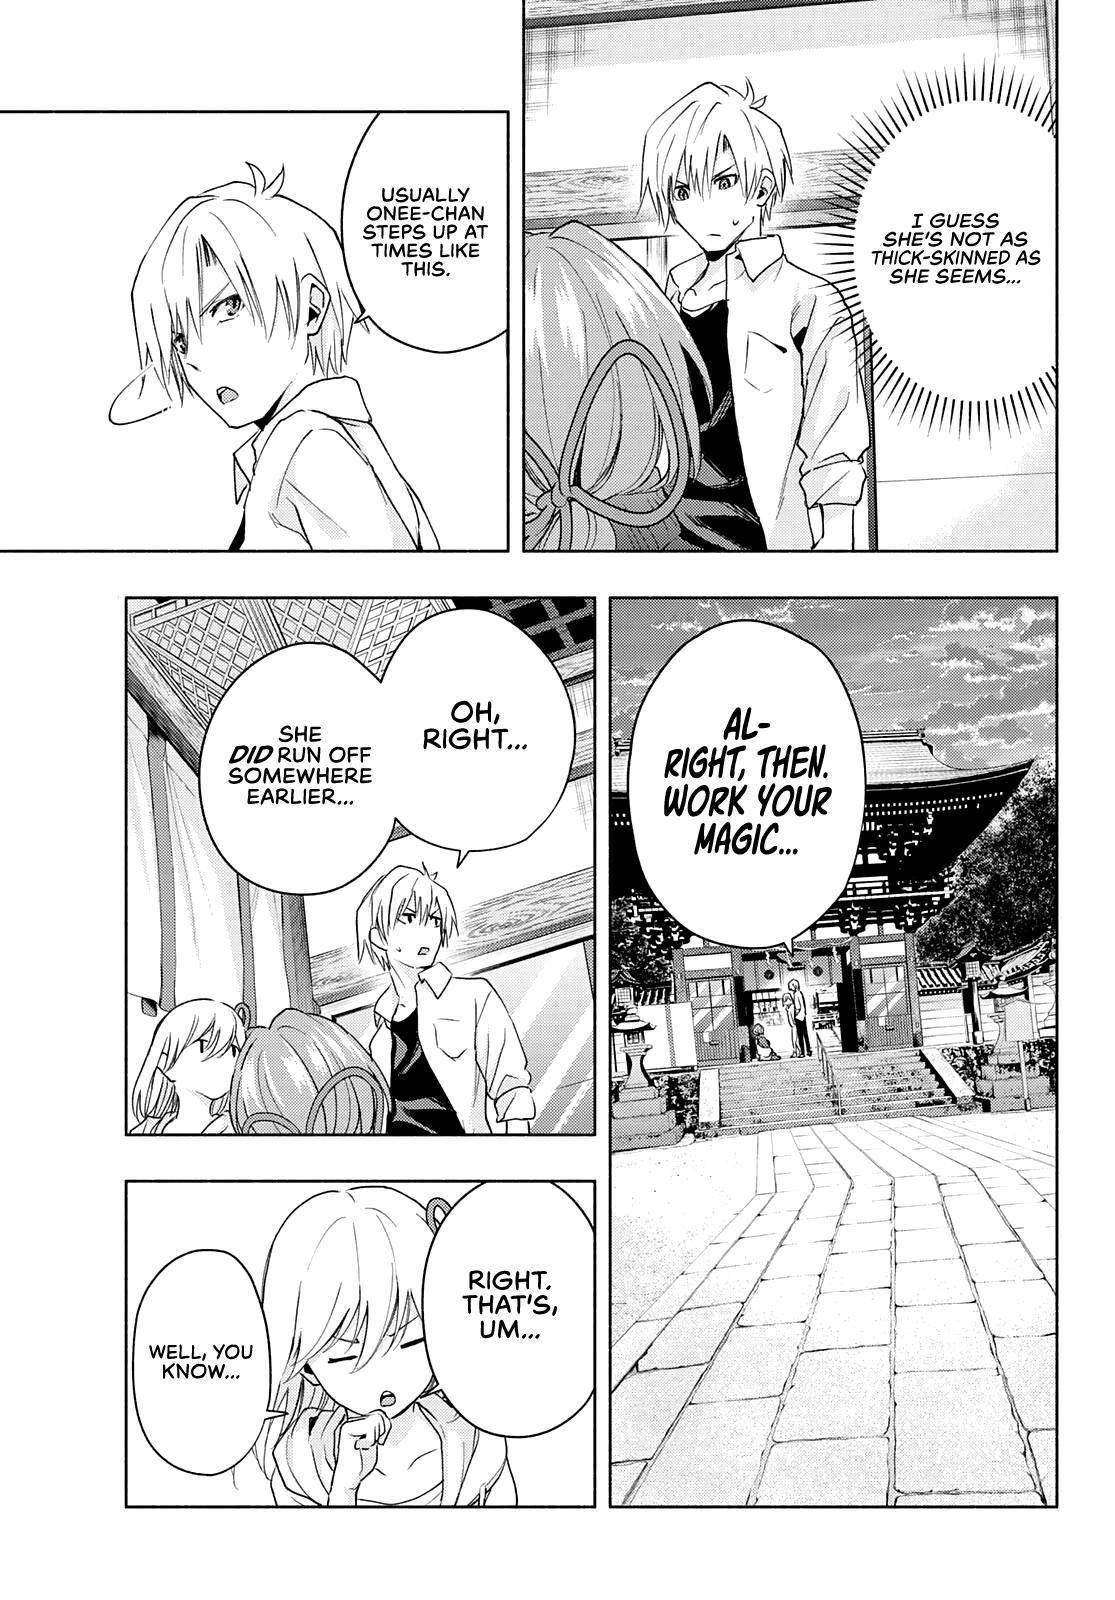 I GUESS
SHE'S NOT AS
THICK-SKINNED AS
SHE SEEMS...
USUALLY
ONEE-CHAN
STEPS UP AT
TIMES LIKE
THIS.
AL-
RIGHT, THEN.
WORK YOUR
MAGIC...
OH,
RIGHT...
SHE
DID RUN OFF
SOMEWHERE
EARLIER...
RIGHT.
THAT'S,
UM...
WELL, YOU
KNOW...